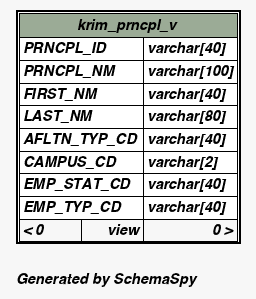 krim_prncpl_v
PRNCPL_ID varchar[40]
PRNCPL_NM varchar[100]
FIRST_NM varchar[40]
LAST_NM varchar[80]
AFLTN_TYP_CD varchar[40]
CAMPUS_CD varchar[2]
EMP_STAT_CD varchar[40]
EMP_TYP_CD varchar[40]
< 0 view 0 >
Generated by SchemaSpy